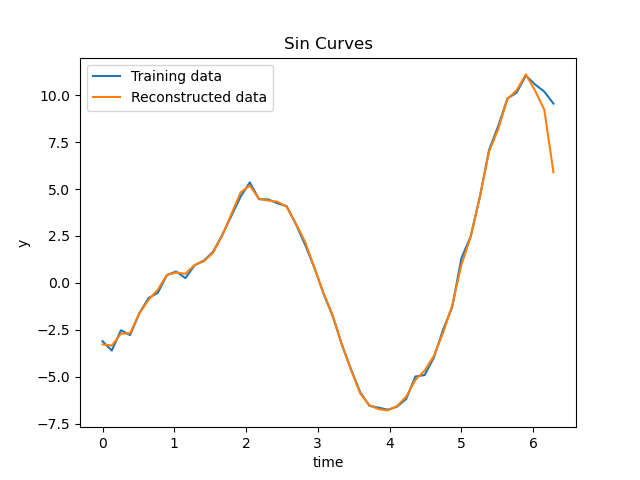 Sin Curves
Training data
Reconstructed data
10.0
7.5
5.0
2.5
0.0
−2.5
−5.0
−7.5
y
0 1 2 3 4 5 6
time